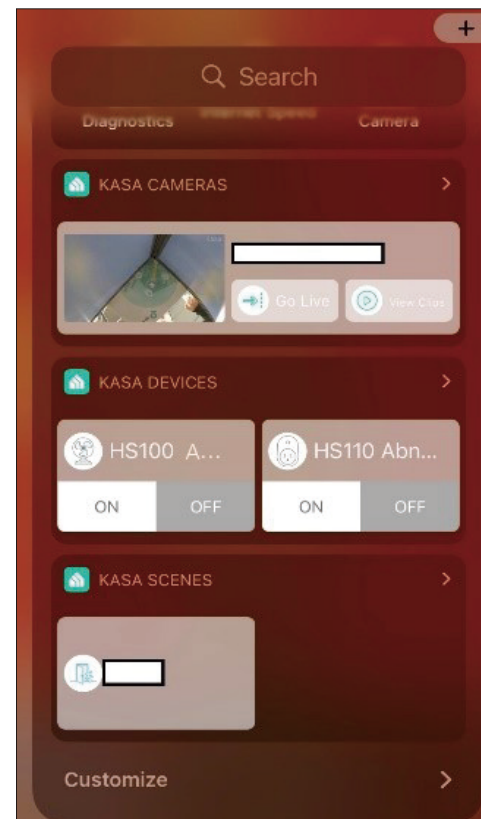 +
Search
Diagnostics Internet Speed Camera
KASA CAMERAS
Go Live View Clips
KASA DEVICES
HS100 A... HS110 Abn...
ON OFF ON OFF
KASA SCENES
Customize